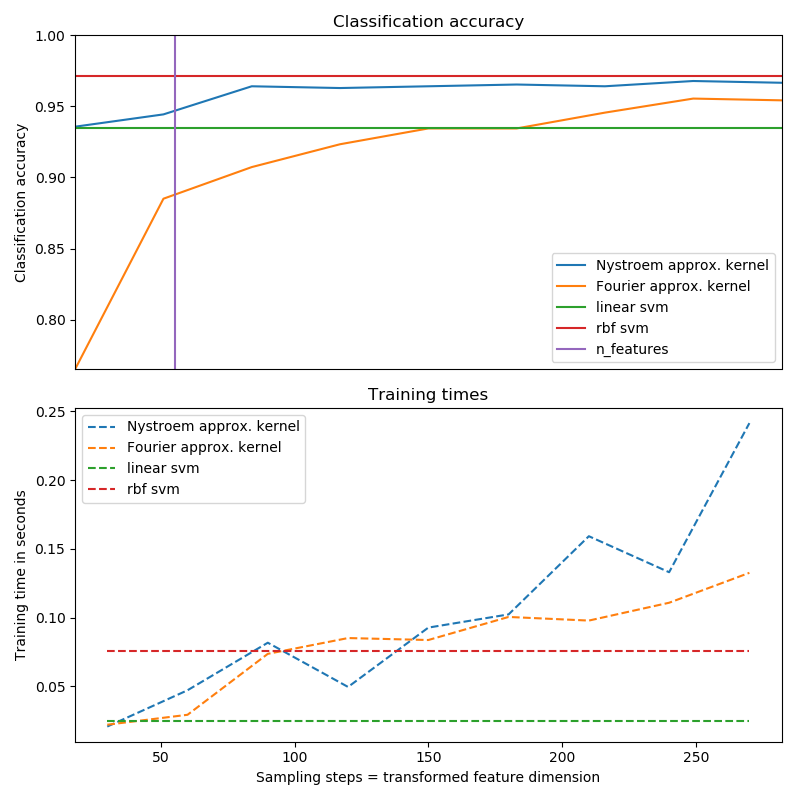 Classification accuracy
1.00
0.95
0.90
0.85
0.80
Classification accuracy
Nystroem approx. kernel
Fourier approx. kernel
linear svm
rbf svm
n_features
Training times
0.25
0.20
0.15
0.10
0.05
Training time in seconds
Nystroem approx. kernel
Fourier approx. kernel
linear svm
rbf svm
50
100
150
200
250
Sampling steps = transformed feature dimension